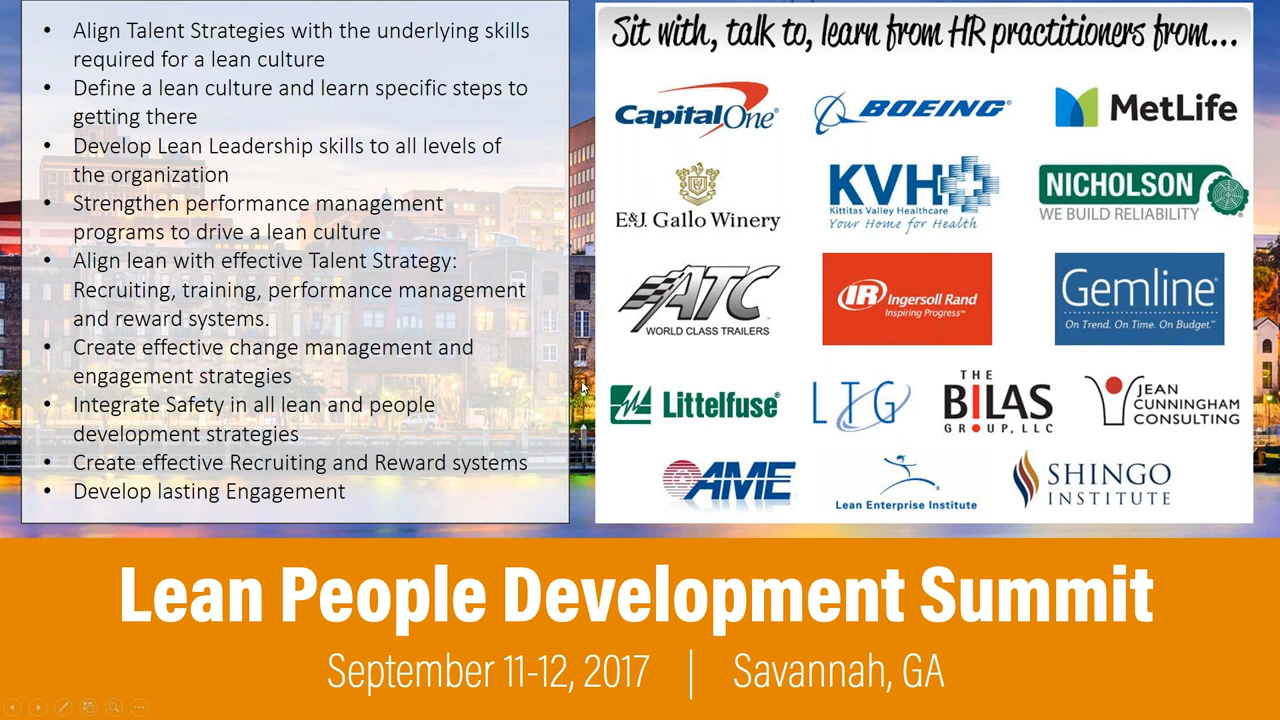 • Align Talent Strategies with the underlying skills
required for a lean culture
• Define a lean culture and learn specific steps to
getting there
• Develop Lean Leadership skills to all levels of
the organization
• Strengthen performance management
programs to drive a lean culture
• Align lean with effective Talent Strategy:
Recruiting, training, performance management
and reward systems.
• Create effective change management and
engagement strategies
• Integrate Safety in all lean and people
development strategies
• Create effective Recruiting and Reward systems
• Develop lasting Engagement
Sit with, talk to, learn from HR practitioners from...
Capital One®
BOEING®
MetLife
E&J. Gallo Winery
KVH
Kittitas Valley Healthcare
Your Home for Health
NICHOLSON
WE BUILD RELIABILITY
ATC™
WORLD CLASS TRAILERS
IR Ingersoll Rand
Inspiring Progress™
Gemline®
On Trend. On Time. On Budget.™
Littelfuse®
LTG
THE
BILAS
GROUP, LLC
JEAN
CUNNINGHAM
CONSULTING
AME
Lean Enterprise Institute
SHINGO
INSTITUTE
Lean People Development Summit
September 11-12, 2017 | Savannah, GA